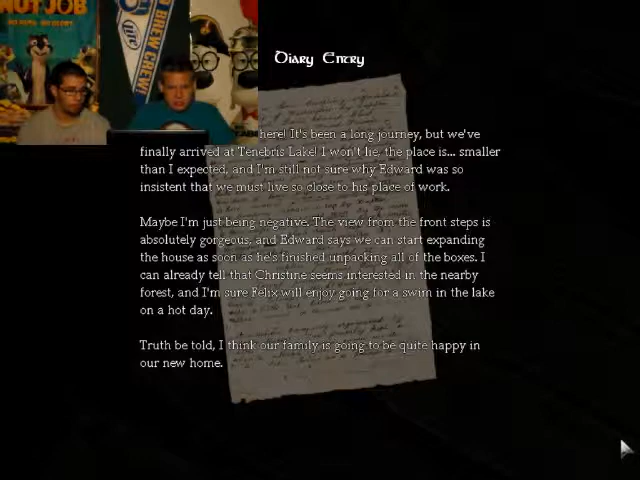 NUT JOB
BREW CREW
Diary Entry
here! It's been a long journey, but we've
finally arrived at Tenebris Lake! I won't lie, the place is... smaller
than I expected, and I'm still not sure why Edward was so
insistent that we must live so close to his place of work.
Maybe I'm just being negative. The view from the front steps is
absolutely gorgeous, and Edward says we can start expanding
the house as soon as he's finished unpacking all of the boxes. I
can already tell that Christine seems interested in the nearby
forest, and I'm sure Felix will enjoy going for a swim in the lake
on a hot day.
Truth be told, I think our family is going to be quite happy in
our new home.